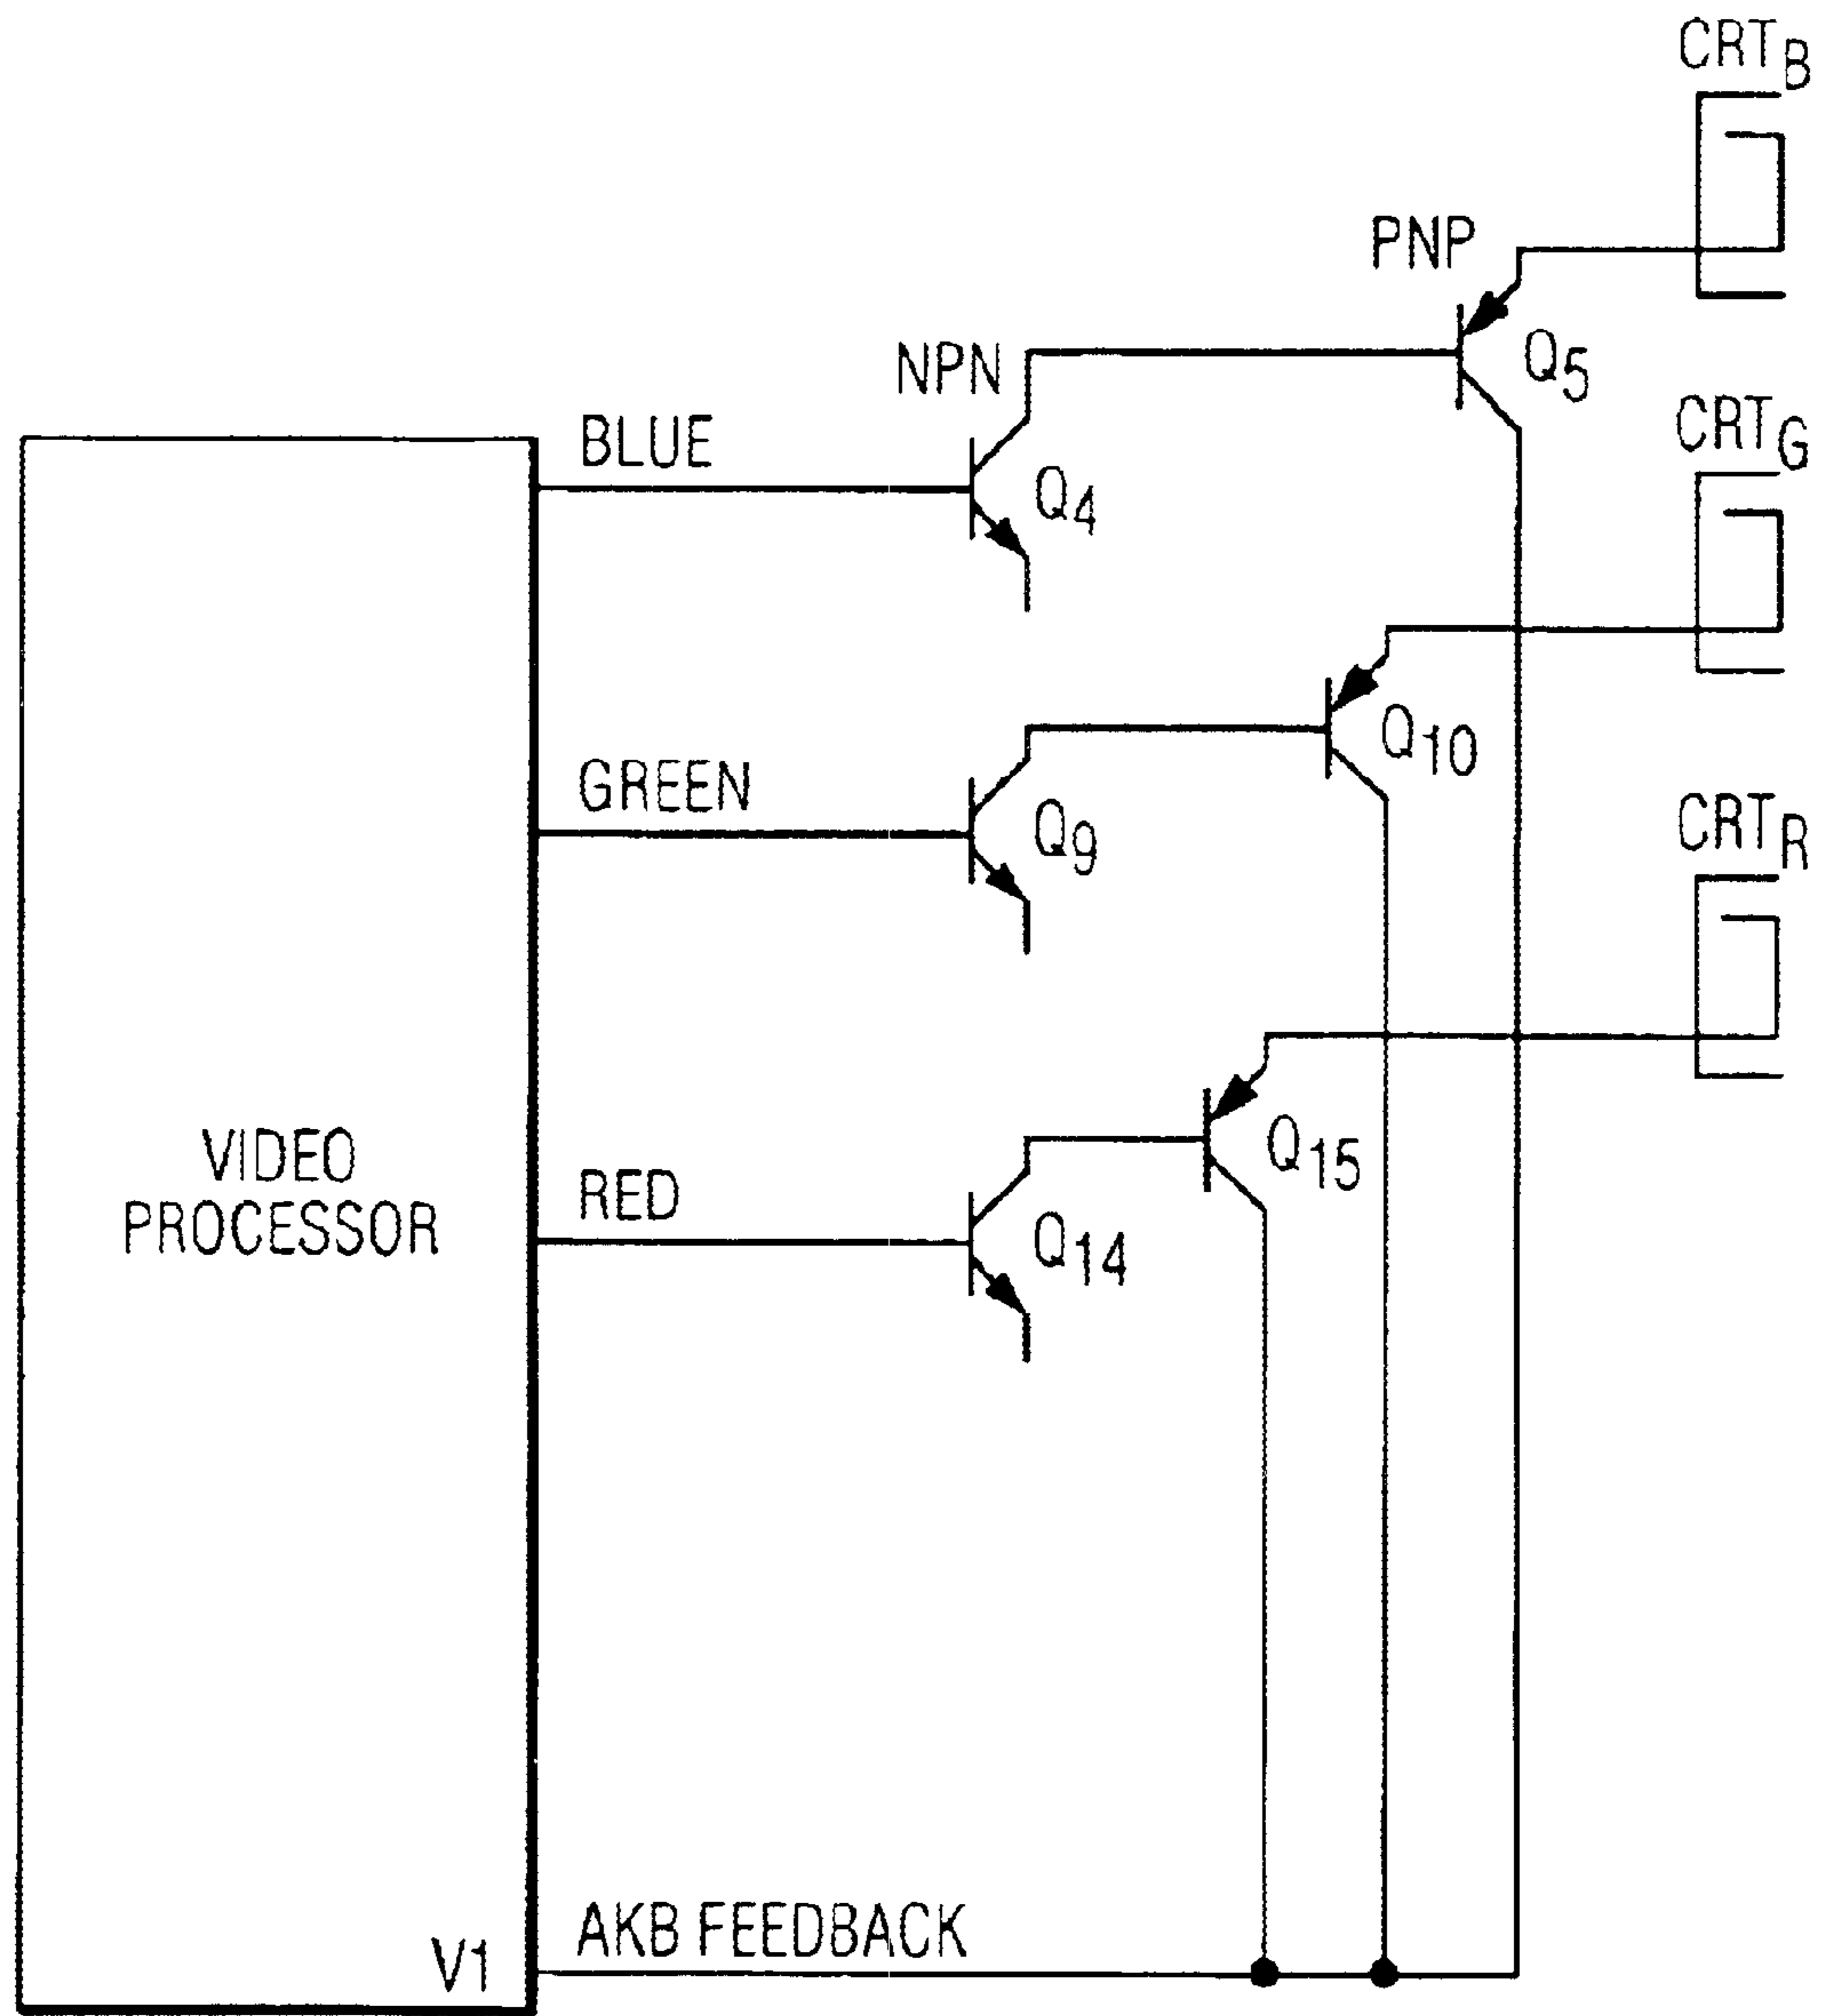 CRTB
PNP
NPN
Q5
BLUE
CRTG
Q4
Q10
GREEN
Q9
CRTR
VIDEO
PROCESSOR
RED
Q15
Q14
AKB FEEDBACK
V1